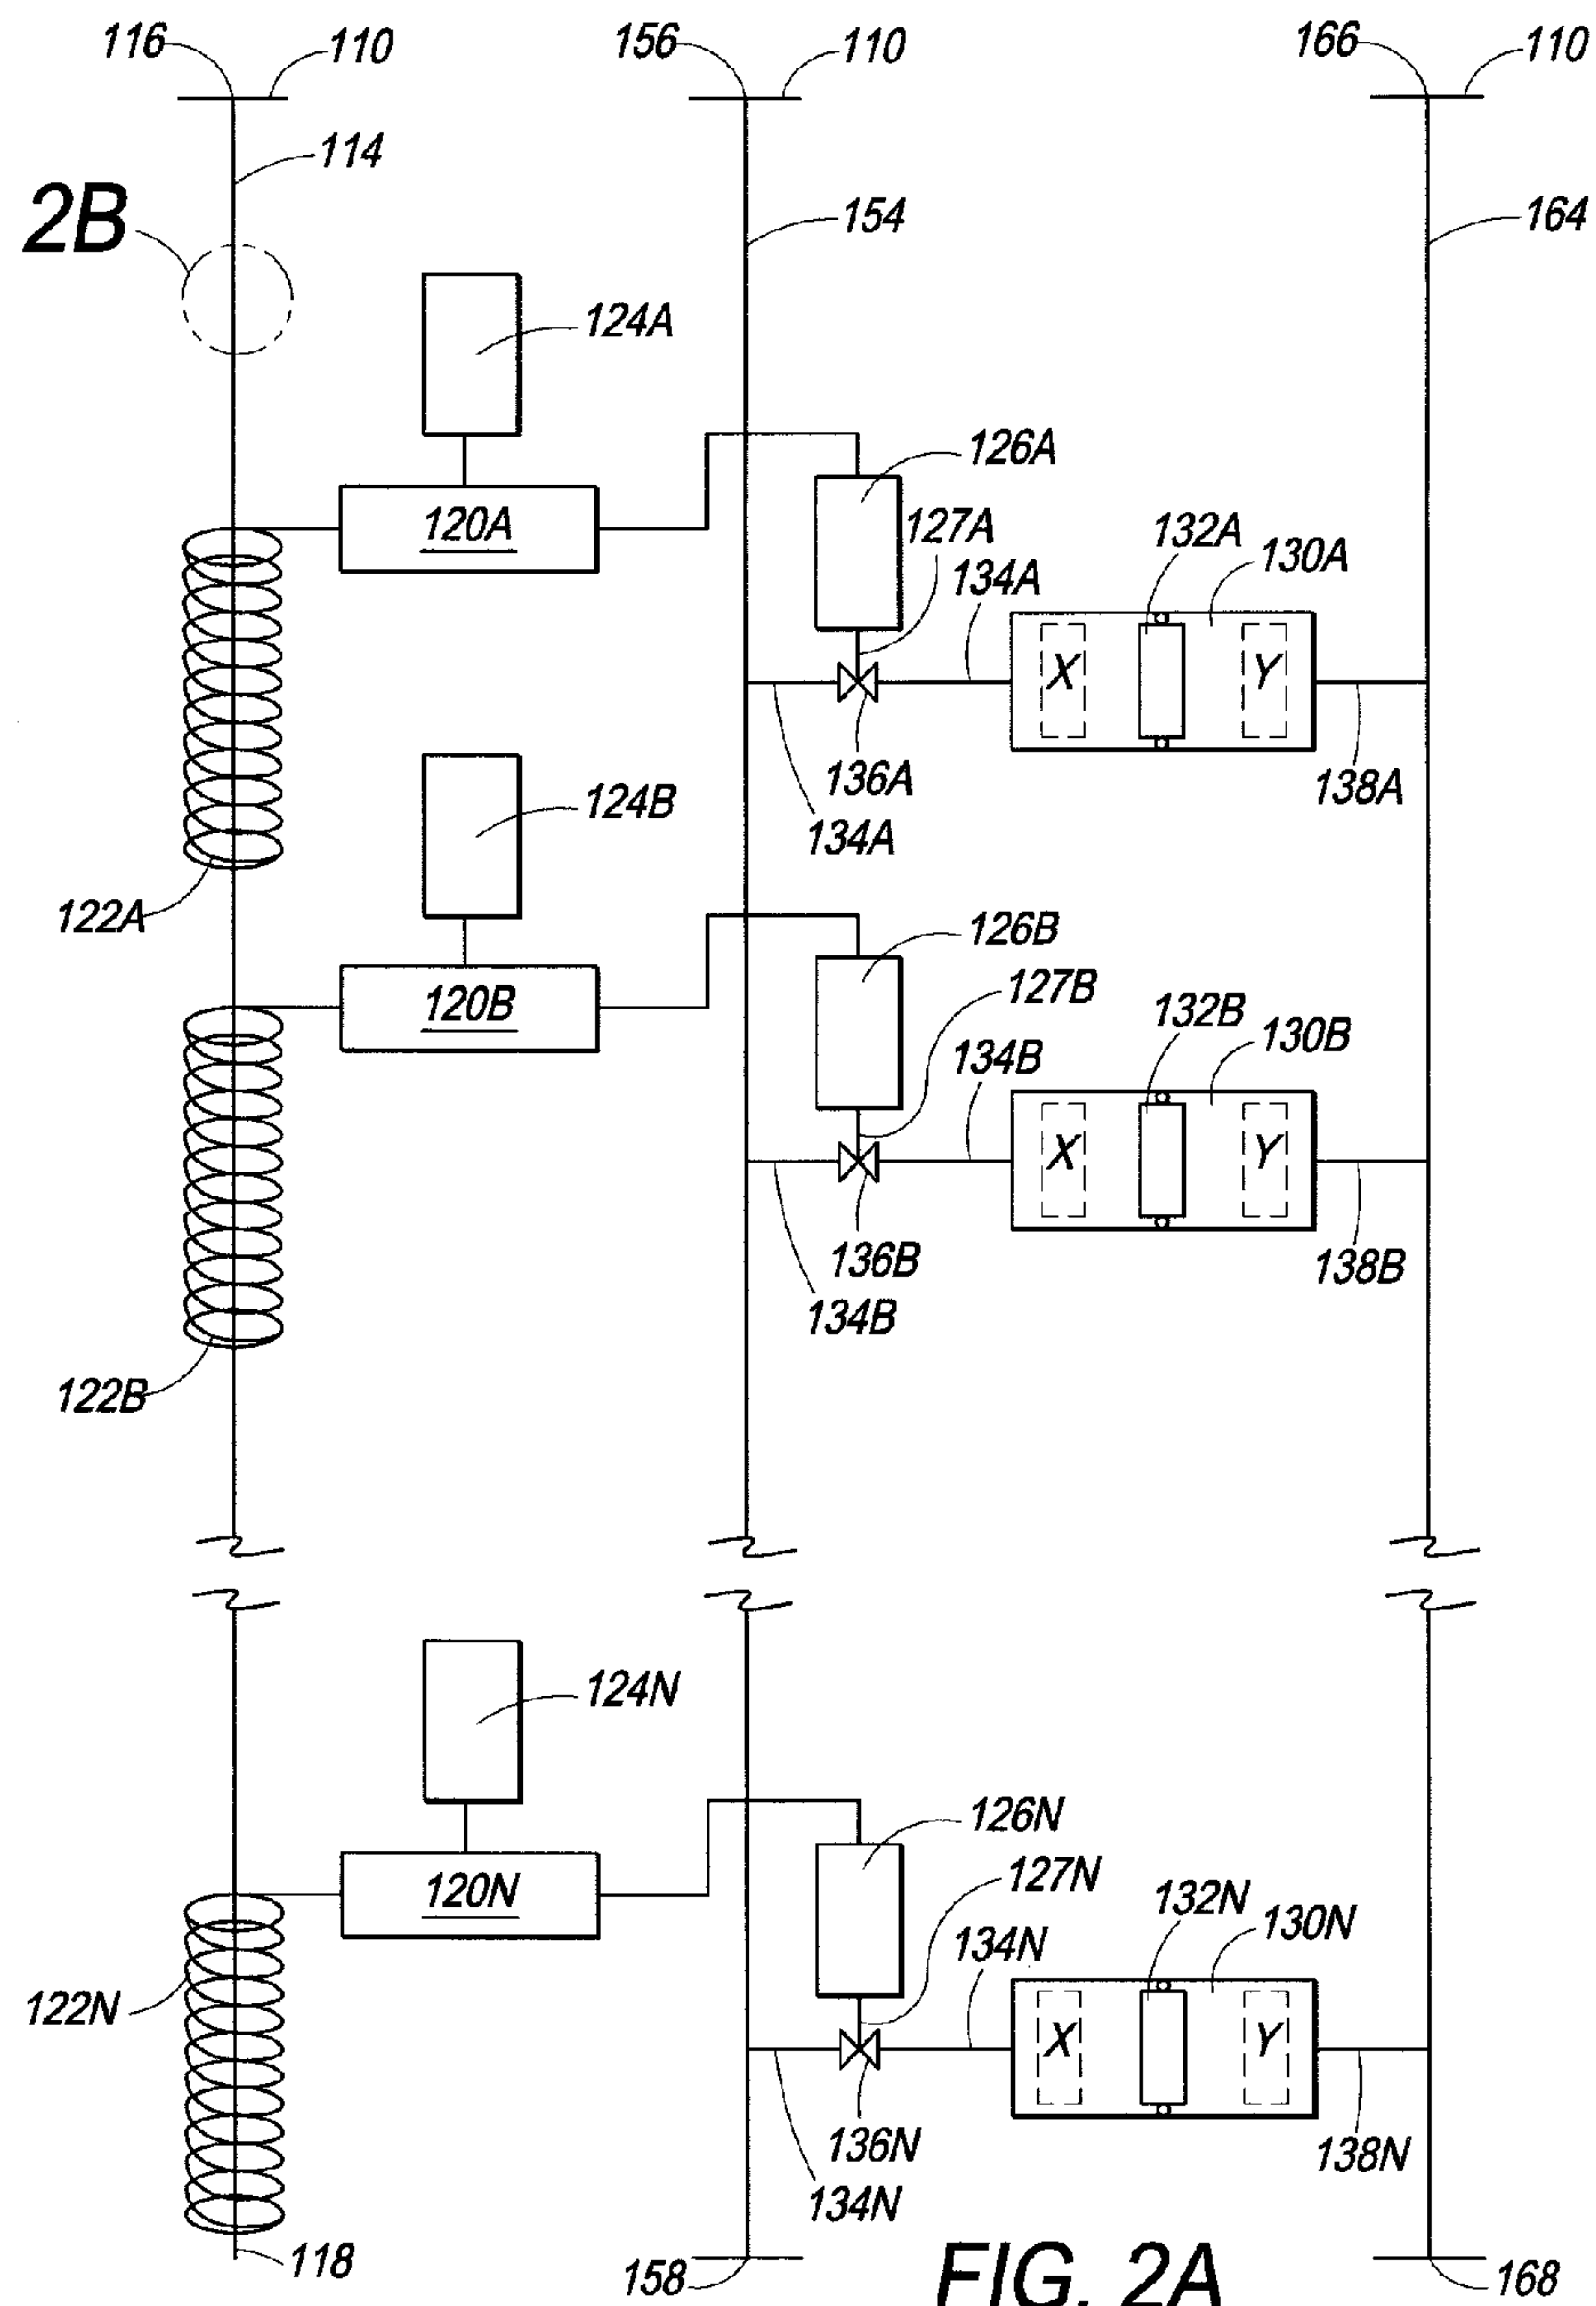 116 110 156 110 166 110
114
2B 154 164
124A
126A
120A 127A 132A 130A
134A
X Y
136A 138A
124B 134A
122A
126B
120B 127B 132B 130B
134B
X Y
136B 138B
134B
122B
124N
126N
120N 127N 132N 130N
134N
122N X Y
136N 138N
134N
118 158 FIG. 2A 168